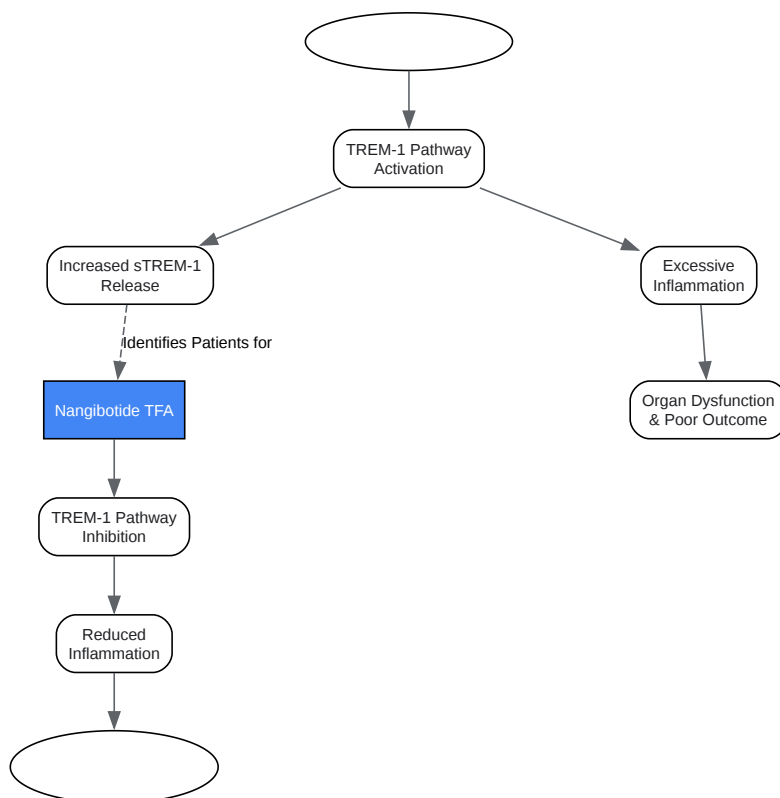 TREM-1 Pathway
Activation
Increased sTREM-1
Release
Excessive
Inflammation
Identifies Patients for
Nangibotide TFA
Organ Dysfunction
& Poor Outcome
TREM-1 Pathway
Inhibition
Reduced
Inflammation